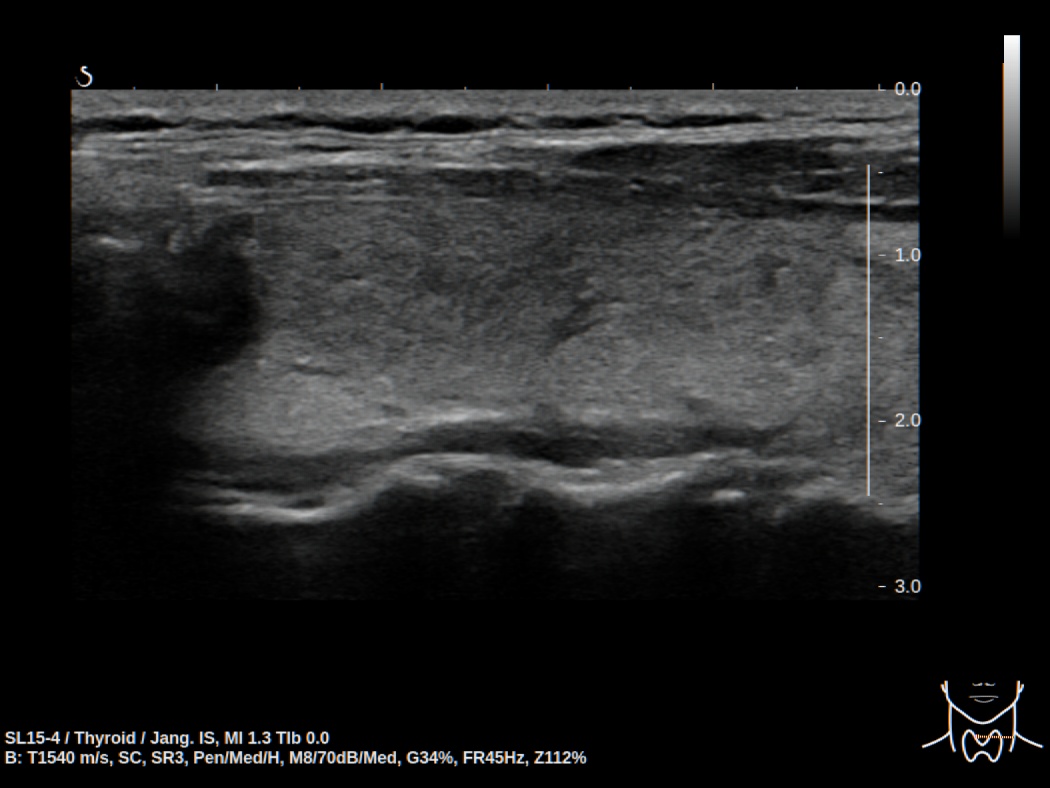 0.0
1.0
2.0
3.0
SL15-4 / Thyroid / Jang. IS, MI 1.3 TIb 0.0
B: T1540 m/s, SC, SR3, Pen/Med/H, M8/70dB/Med, G34%, FR45Hz, Z112%